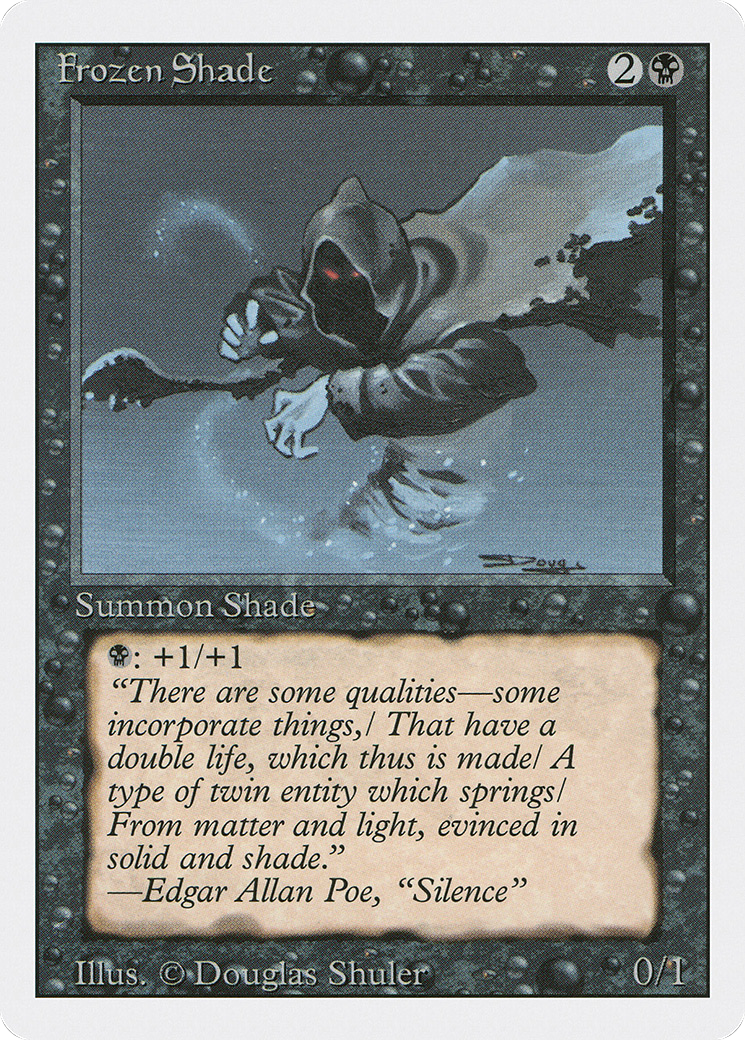 Frozen Shade 2
Doug
Summon Shade
: +1/+1
“There are some qualities—some
incorporate things,/ That have a
double life, which thus is made/ A
type of twin entity which springs/
From matter and light, evinced in
solid and shade.”
—Edgar Allan Poe, “Silence”
Illus. © Douglas Shuler 0/1